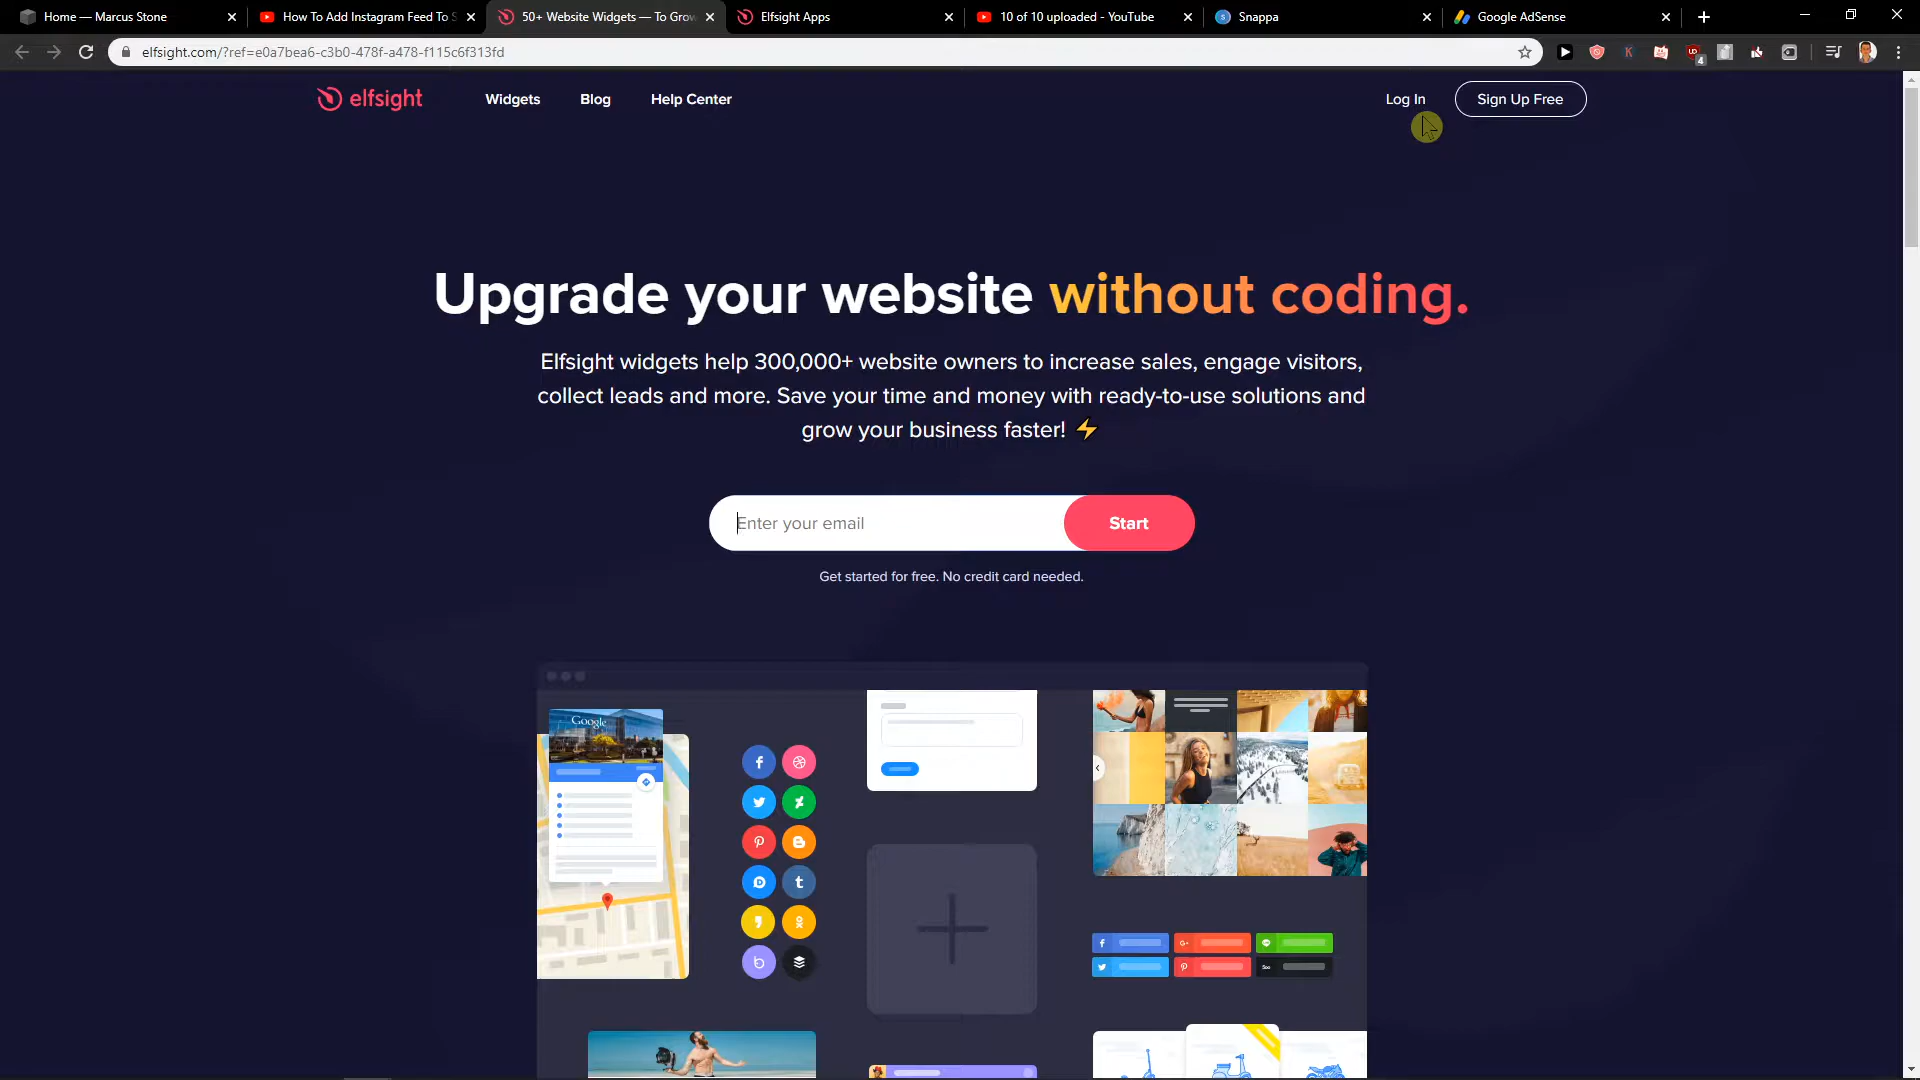 Home — Marcus Stone
How To Add Instagram Feed To S
50+ Website Widgets — To Grow
Elfsight Apps
10 of 10 uploaded - YouTube
Snappa
Google AdSense
elfsight.com/?ref=e0a7bea6-c3b0-478f-a478-f115c6f313fd
4
elfsight
Widgets
Blog
Help Center
Log In
Sign Up Free
Upgrade your website without coding.
Elfsight widgets help 300,000+ website owners to increase sales, engage visitors,
collect leads and more. Save your time and money with ready-to-use solutions and
grow your business faster! ⚡
Enter your email
Start
Get started for free. No credit card needed.
Google